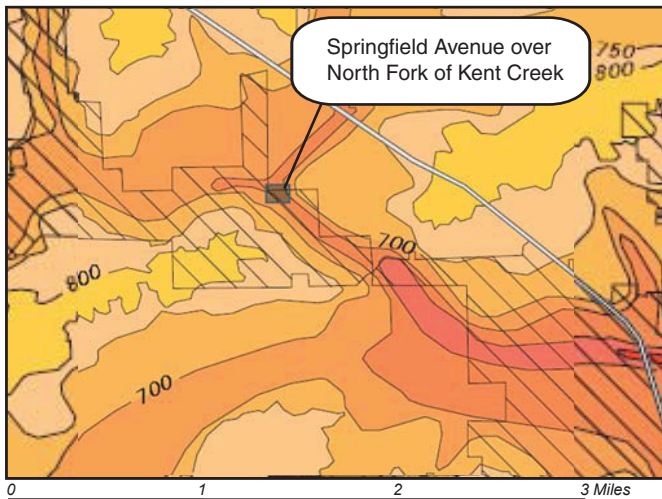 Springfield Avenue over
North Fork of Kent Creek
750
800
700
800
700
0 1 2 3 Miles